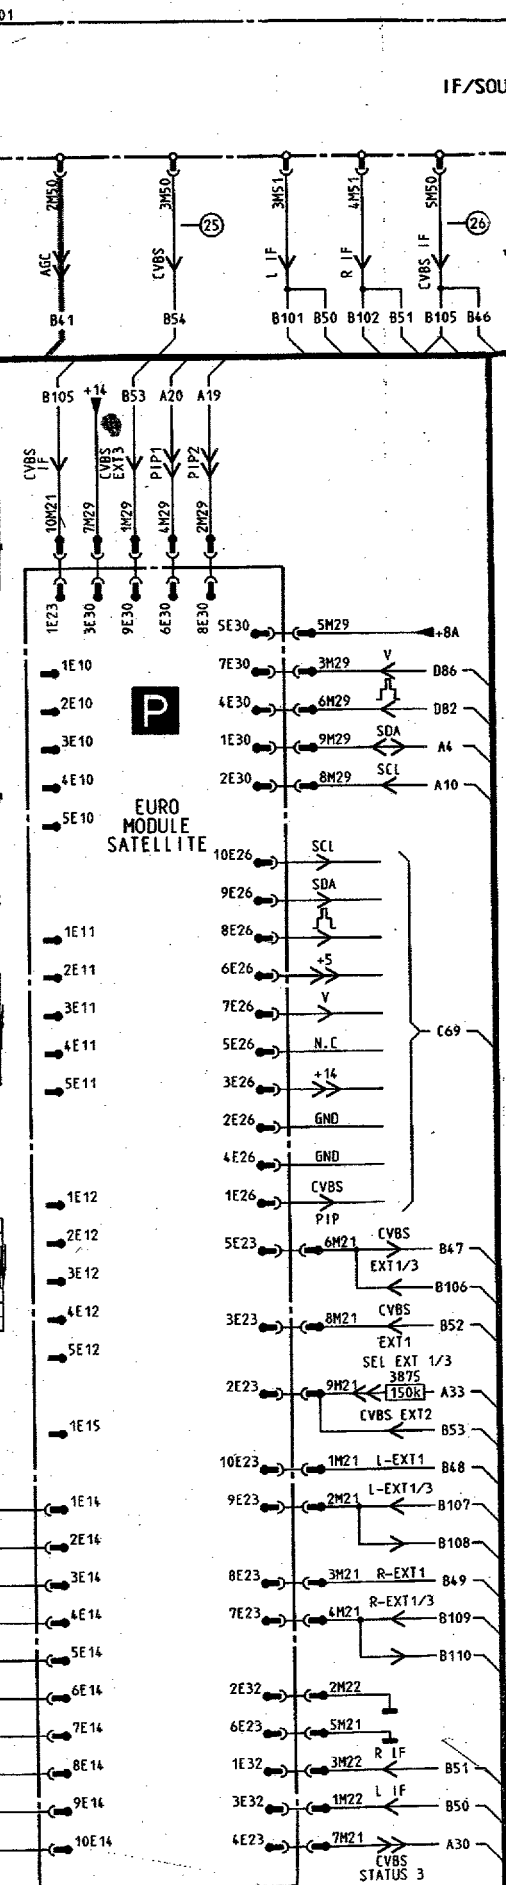 01
IF/SOU
2M50
3M50
3M51
4M51
5M50
25
26
AGC
CVBS
L IF
R IF
CVBS IF
B41
B54
B101
B50
B102
B51
B105
B46
B105
+14
B53
A20
A19
CVBS IF
CVBS EXT3
PIP1
PIP2
10M21
7M29
1M29
4M29
2M29
1E23
3E30
9E30
6E30
8E30
5E30 5M29 +8A
1E10
7E30 3M29 V D86
2E10
P
4E30 6M29 D82
3E10
1E30 9M29 SDA A4
4E10
2E30 8M29 SCL A10
5E10
EURO
MODULE
SATELLITE
10E26 SCL
9E26 SDA
1E11
8E26
2E11
6E26 +5
3E11
7E26 V
C69
4E11
5E26 N.C
5E11
3E26 +14
2E26 GND
4E26 GND
1E12
1E26 CVBS
PIP
2E12
5E23 6M21 CVBS B47
EXT1/3
3E12
B106
4E12
3E23 8M21 CVBS B52
EXT1
5E12
SEL EXT 1/3
3875
2E23 9M21 150k A33
CVBS EXT2
1E15
B53
10E23 1M21 L-EXT1 B48
L-EXT1/3
1E14
9E23 2M21 B107
2E14
B108
3E14
8E23 3M21 R-EXT1 B49
R-EXT1/3
4E14
7E23 4M21 B109
5E14
B110
6E14
2E32 2M22
7E14
6E23 5M21
R IF
8E14
1E32 3M22 B51
L IF
9E14
3E32 1M22 B50
10E14
4E23 7M21 A30
CVBS
STATUS 3